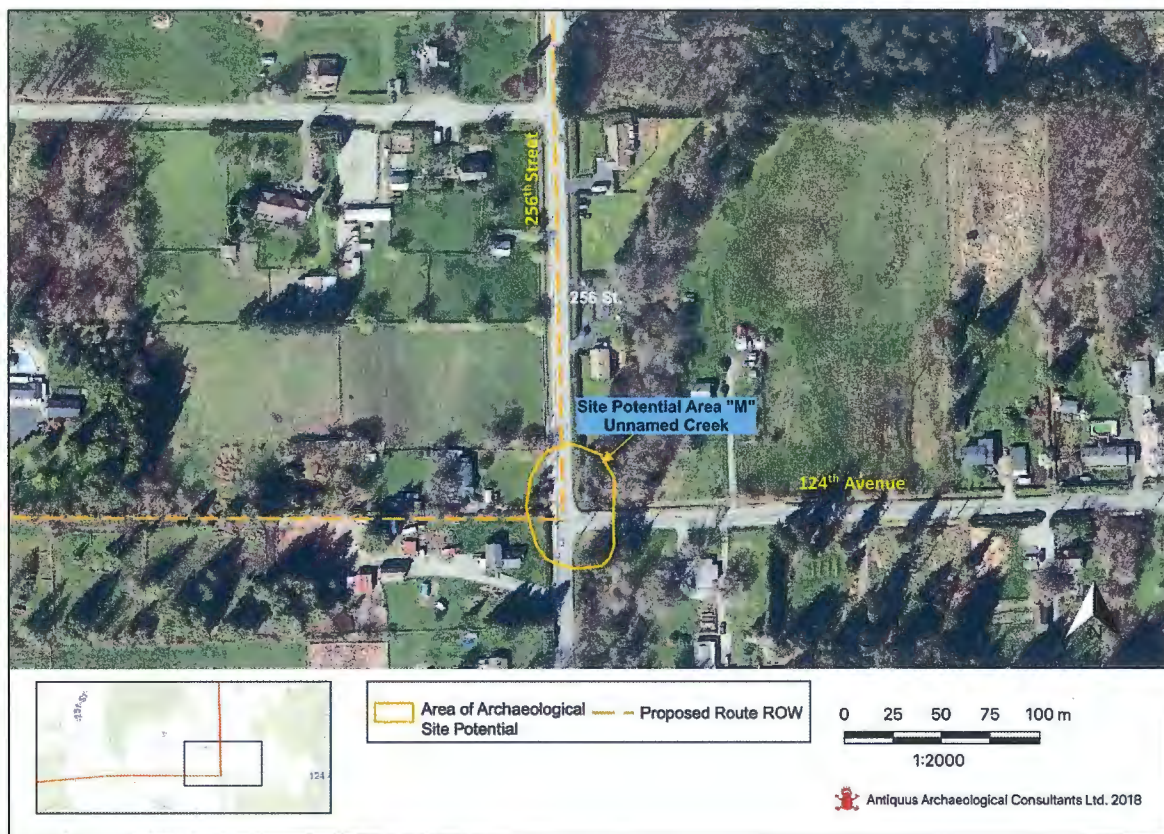 256th Street
256 St.
Site Potential Area "M"
Unnamed Creek
124th Avenue
Area of Archaeological
Site Potential
Proposed Route ROW
0 25 50 75 100 m
1:2000
124
Antiquus Archaeological Consultants Ltd. 2018